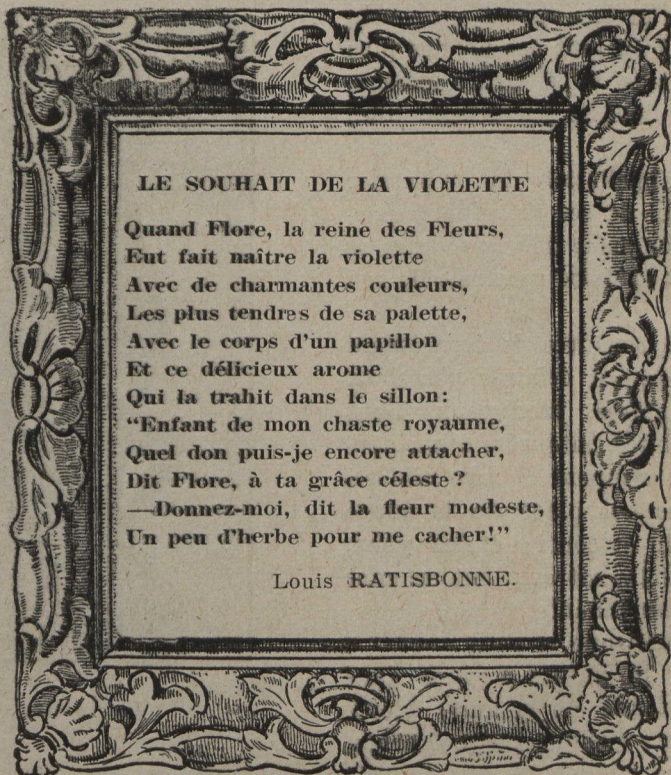 LE SOUHAIT DE LA VIOLETTE
Quand Flore, la reine des Fleurs,
Eut fait naître la violette
Avec de charmantes couleurs,
Les plus tendres de sa palette,
Avec le corps d'un papillon
Et ce délicieux arome
Qui la trahit dans le sillon:
"Enfant de mon chaste royaume,
Quel don puis-je encore attacher,
Dit Flore, à ta grâce céleste?
—Donnez-moi, dit la fleur modeste,
Un peu d'herbe pour me cacher!"
Louis RATISBONNE.